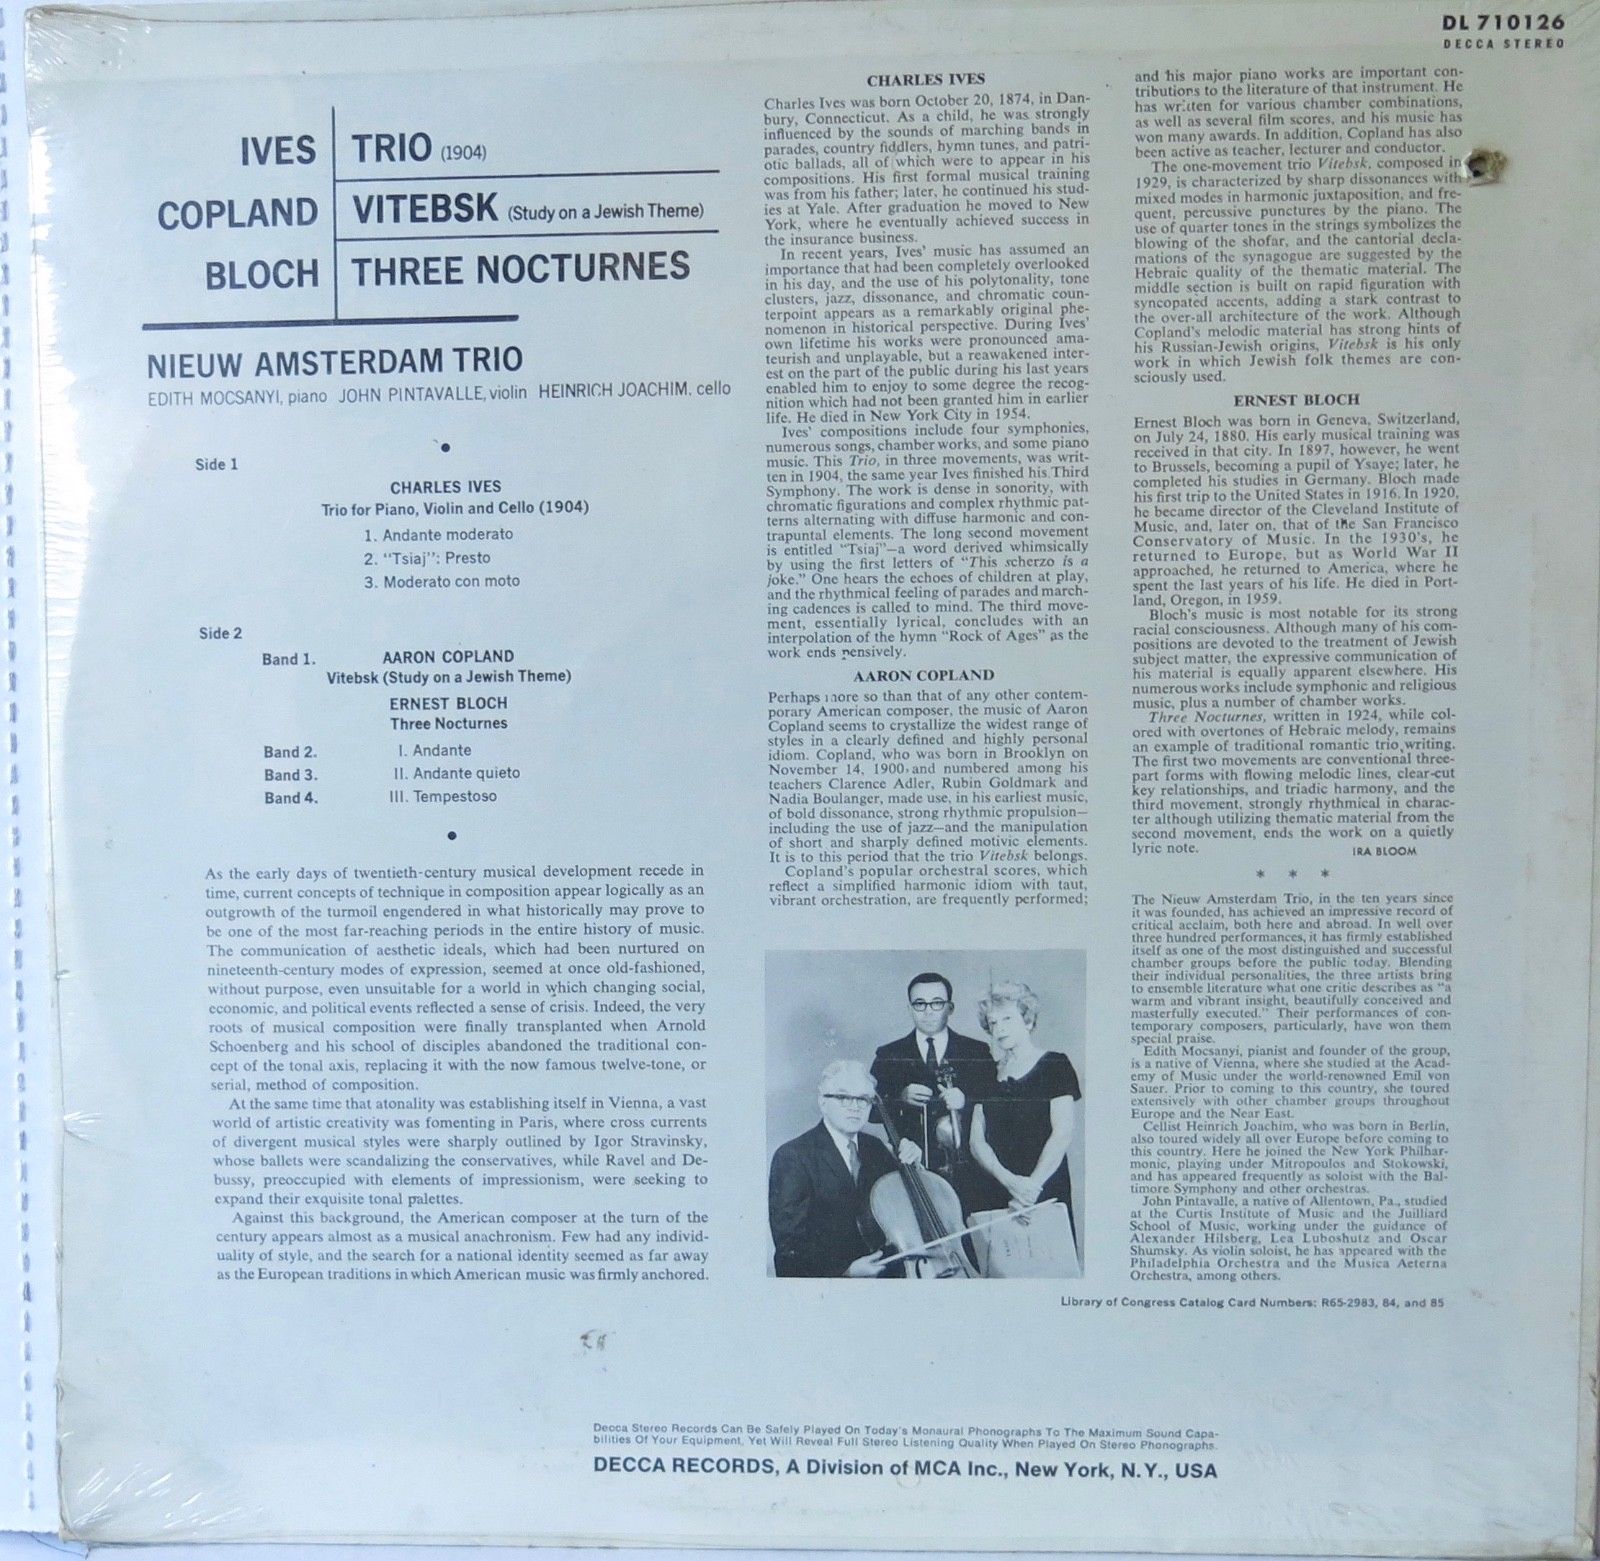 DL 710126
DECCA STEREO
IVES TRIO (1904)
COPLAND VITEBSK (Study on a Jewish Theme)
BLOCH THREE NOCTURNES
NIEUW AMSTERDAM TRIO
EDITH MOCSANYI, piano JOHN PINTAVALLE, violin HEINRICH JOACHIM, cello
Side 1
CHARLES IVES
Trio for Piano, Violin and Cello (1904)
1. Andante moderato
2. “Tsiaj”: Presto
3. Moderato con moto
Side 2
Band 1. AARON COPLAND
Vitebsk (Study on a Jewish Theme)
ERNEST BLOCH
Three Nocturnes
Band 2. I. Andante
Band 3. II. Andante quieto
Band 4. III. Tempestoso
As the early days of twentieth-century musical development recede in
time, current concepts of technique in composition appear logically as an
outgrowth of the turmoil engendered in what historically may prove to
be one of the most far-reaching periods in the entire history of music.
The communication of aesthetic ideals, which had been nurtured on
nineteenth-century modes of expression, seemed at once old-fashioned,
without purpose, even unsuitable for a world in which changing social,
economic, and political events reflected a sense of crisis. Indeed, the very
roots of musical composition were finally transplanted when Arnold
Schoenberg and his school of disciples abandoned the traditional con-
cept of the tonal axis, replacing it with the now famous twelve-tone, or
serial, method of composition.
At the same time that atonality was establishing itself in Vienna, a vast
world of artistic creativity was fomenting in Paris, where cross currents
of divergent musical styles were sharply outlined by Igor Stravinsky,
whose ballets were scandalizing the conservatives, while Ravel and De-
bussy, preoccupied with elements of impressionism, were seeking to
expand their exquisite tonal palettes.
Against this background, the American composer at the turn of the
century appears almost as a musical anachronism. Few had any individ-
uality of style, and the search for a national identity seemed as far away
as the European traditions in which American music was firmly anchored.
CHARLES IVES
Charles Ives was born October 20, 1874, in Dan-
bury, Connecticut. As a child, he was strongly
influenced by the sounds of marching bands in
parades, country fiddlers, hymn tunes, and patri-
otic ballads, all of which were to appear in his
compositions. His first formal musical training
was from his father; later, he continued his stud-
ies at Yale. After graduation he moved to New
York, where he eventually achieved success in
the insurance business.
In recent years, Ives' music has assumed an
importance that had been completely overlooked
in his day, and the use of his polytonality, tone
clusters, jazz, dissonance, and chromatic coun-
terpoint appears as a remarkably original phe-
nomenon in historical perspective. During Ives'
own lifetime his works were pronounced ama-
teurish and unplayable, but a reawakened inter-
est on the part of the public during his last years
enabled him to enjoy to some degree the recog-
nition which had not been granted him in earlier
life. He died in New York City in 1954.
Ives' compositions include four symphonies,
numerous songs, chamber works, and some piano
music. This Trio, in three movements, was writ-
ten in 1904, the same year Ives finished his Third
Symphony. The work is dense in sonority, with
chromatic figurations and complex rhythmic pat-
terns alternating with diffuse harmonic and con-
trapuntal elements. The long second movement
is entitled “Tsiaj”—a word derived whimsically
by using the first letters of “This scherzo is a
joke.” One hears the echoes of children at play,
and the rhythmical feeling of parades and march-
ing cadences is called to mind. The third move-
ment, essentially lyrical, concludes with an
interpolation of the hymn “Rock of Ages” as the
work ends pensively.
AARON COPLAND
Perhaps more so than that of any other contem-
porary American composer, the music of Aaron
Copland seems to crystallize the widest range of
styles in a clearly defined and highly personal
idiom. Copland, who was born in Brooklyn on
November 14, 1900, and numbered among his
teachers Clarence Adler, Rubin Goldmark and
Nadia Boulanger, made use, in his earliest music,
of bold dissonance, strong rhythmic propulsion—
including the use of jazz—and the manipulation
of short and sharply defined motivic elements.
It is to this period that the trio Vitebsk belongs.
Copland's popular orchestral scores, which
reflect a simplified harmonic idiom with taut,
vibrant orchestration, are frequently performed;
and his major piano works are important con-
tributions to the literature of that instrument. He
has written for various chamber combinations,
as well as several film scores, and his music has
won many awards. In addition, Copland has also
been active as teacher, lecturer and conductor.
The one-movement trio Vitebsk, composed in
1929, is characterized by sharp dissonances with
mixed modes in harmonic juxtaposition, and fre-
quent, percussive punctures by the piano. The
use of quarter tones in the strings symbolizes the
blowing of the shofar, and the cantorial decla-
mations of the synagogue are suggested by the
Hebraic quality of the thematic material. The
middle section is built on rapid figuration with
syncopated accents, adding a stark contrast to
the over-all architecture of the work. Although
Copland's melodic material has strong hints of
his Russian-Jewish origins, Vitebsk is his only
work in which Jewish folk themes are con-
sciously used.
ERNEST BLOCH
Ernest Bloch was born in Geneva, Switzerland,
on July 24, 1880. His early musical training was
received in that city. In 1897, however, he went
to Brussels, becoming a pupil of Ysaye; later, he
completed his studies in Germany. Bloch made
his first trip to the United States in 1916. In 1920,
he became director of the Cleveland Institute of
Music, and, later on, that of the San Francisco
Conservatory of Music. In the 1930's, he
returned to Europe, but as World War II
approached, he returned to America, where he
spent the last years of his life. He died in Port-
land, Oregon, in 1959.
Bloch's music is most notable for its strong
racial consciousness. Although many of his com-
positions are devoted to the treatment of Jewish
subject matter, the expressive communication of
his material is equally apparent elsewhere. His
numerous works include symphonic and religious
music, plus a number of chamber works.
Three Nocturnes, written in 1924, while col-
ored with overtones of Hebraic melody, remains
an example of traditional romantic trio writing.
The first two movements are conventional three-
part forms with flowing melodic lines, clear-cut
key relationships, and triadic harmony, and the
third movement, strongly rhythmical in charac-
ter although utilizing thematic material from the
second movement, ends the work on a quietly
lyric note. IRA BLOOM
* * *
The Nieuw Amsterdam Trio, in the ten years since
it was founded, has achieved an impressive record of
critical acclaim, both here and abroad. In well over
three hundred performances, it has firmly established
itself as one of the most distinguished and successful
chamber groups before the public today. Blending
their individual personalities, the three artists bring
to ensemble literature what one critic describes as “a
warm and vibrant insight, beautifully conceived and
masterfully executed.” Their performances of con-
temporary composers, particularly, have won them
special praise.
Edith Mocsanyi, pianist and founder of the group,
is a native of Vienna, where she studied at the Acad-
emy of Music under the world-renowned Emil von
Sauer. Prior to coming to this country, she toured
extensively with other chamber groups throughout
Europe and the Near East.
Cellist Heinrich Joachim, who was born in Berlin,
also toured widely all over Europe before coming to
this country. Here he joined the New York Philhar-
monic, playing under Mitropoulos and Stokowski,
and has appeared frequently as soloist with the Bal-
timore Symphony and other orchestras.
John Pintavalle, a native of Allentown, Pa., studied
at the Curtis Institute of Music and the Juilliard
School of Music, working under the guidance of
Alexander Hilsberg, Lea Luboshutz and Oscar
Shumsky. As violin soloist, he has appeared with the
Philadelphia Orchestra and the Musica Aeterna
Orchestra, among others.
Library of Congress Catalog Card Numbers: R65-2983, 84, and 85
Decca Stereo Records Can Be Safely Played On Today's Monaural Phonographs To The Maximum Sound Capa-
bilities Of Your Equipment, Yet Will Reveal Full Stereo Listening Quality When Played On Stereo Phonographs.
DECCA RECORDS, A Division of MCA Inc., New York, N.Y., USA